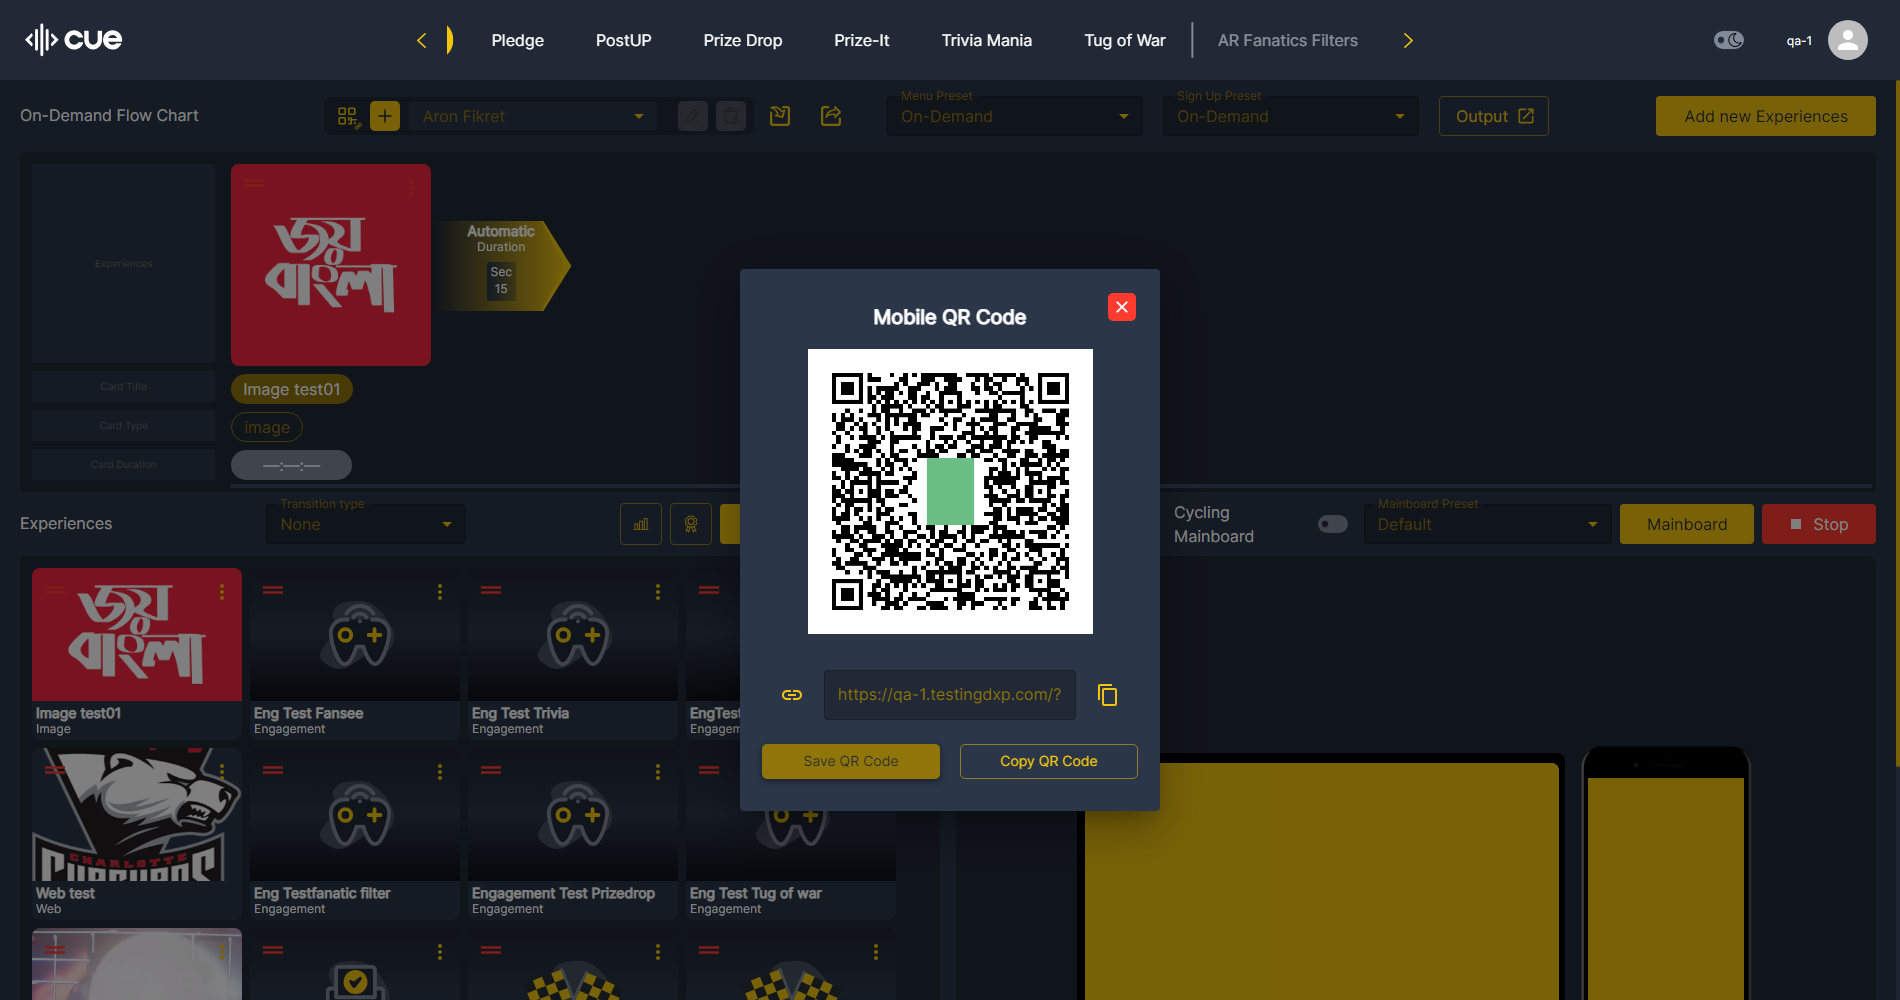 cue
Pledge
PostUP
Prize Drop
Prize-It
Trivia Mania
Tug of War
AR Fanatics Filters
qa-1
On-Demand Flow Chart
Aron Fikret
Menu Preset
On-Demand
Sign Up Preset
On-Demand
Output
Add new Experiences
Experiences
জয়
বাংলা
Automatic
Duration
Sec
15
Card Title
Image test01
Card Type
image
Card Duration
—:—:—
Mobile QR Code
https://qa-1.testingdxp.com/?
Save QR Code
Copy QR Code
Experiences
Transition type
None
Cycling
Mainboard
Mainboard Preset
Default
Mainboard
Stop
জয়
বাংলা
Image test01
Image
Eng Test Fansee
Engagement
Eng Test Trivia
Engagement
EngTest
Engage
CHARLOTTE
Web test
Web
Eng Testfanatic filter
Engagement
Engagement Test Prizedrop
Engagement
Eng Test Tug of war
Engagement